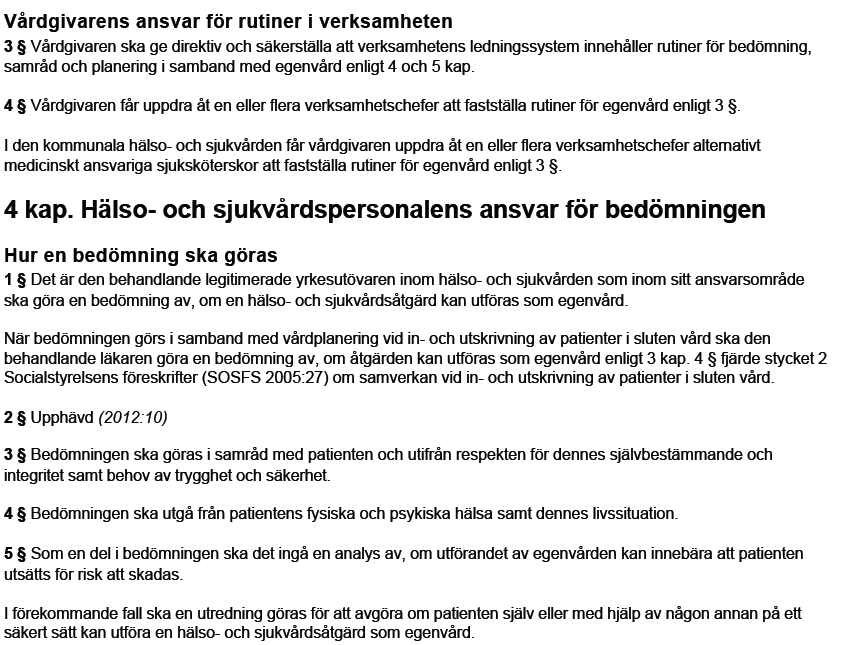 Vårdgivarens ansvar för rutiner i verksamheten
3 § Vårdgivaren ska ge direktiv och säkerställa att verksamhetens ledningssystem innehåller rutiner för bedömning,
samråd och planering i samband med egenvård enligt 4 och 5 kap.
4 § Vårdgivaren får uppdra åt en eller flera verksamhetschefer att fastställa rutiner för egenvård enligt 3 §.
I den kommunala hälso- och sjukvården får vårdgivaren uppdra åt en eller flera verksamhetschefer alternativt
medicinskt ansvariga sjuksköterskor att fastställa rutiner för egenvård enligt 3 §.
4 kap. Hälso- och sjukvårdspersonalens ansvar för bedömningen
Hur en bedömning ska göras
1 § Det är den behandlande legitimerade yrkesutövaren inom hälso- och sjukvården som inom sitt ansvarsområde
ska göra en bedömning av, om en hälso- och sjukvårdsåtgärd kan utföras som egenvård.
När bedömningen görs i samband med vårdplanering vid in- och utskrivning av patienter i sluten vård ska den
behandlande läkaren göra en bedömning av, om åtgärden kan utföras som egenvård enligt 3 kap. 4 § fjärde stycket 2
Socialstyrelsens föreskrifter (SOSFS 2005:27) om samverkan vid in- och utskrivning av patienter i sluten vård.
2 § Upphävd (2012:10)
3 § Bedömningen ska göras i samråd med patienten och utifrån respekten för dennes självbestämmande och
integritet samt behov av trygghet och säkerhet.
4 § Bedömningen ska utgå från patientens fysiska och psykiska hälsa samt dennes livssituation.
5 § Som en del i bedömningen ska det ingå en analys av, om utförandet av egenvården kan innebära att patienten
utsätts för risk att skadas.
I förekommande fall ska en utredning göras för att avgöra om patienten själv eller med hjälp av någon annan på ett
säkert sätt kan utföra en hälso- och sjukvårdsåtgärd som egenvård.